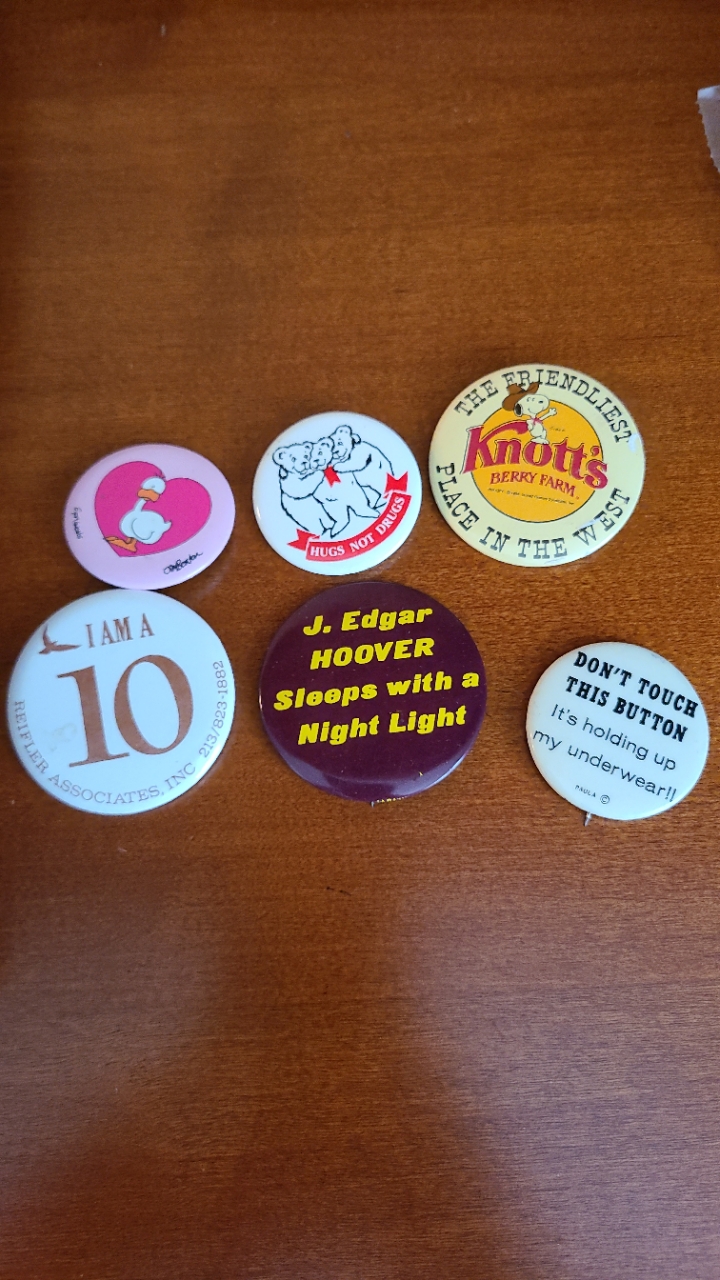 HUGS NOT DRUGS
THE FRIENDLIEST
Knott's
BERRY FARM
PLACE IN THE WEST
I AM A
10
REIFLER ASSOCIATES, INC 213/823-1882
J. Edgar
HOOVER
Sleeps with a
Night Light
DON'T TOUCH
THIS BUTTON
It's holding up
my underwear!!
PAULA ©